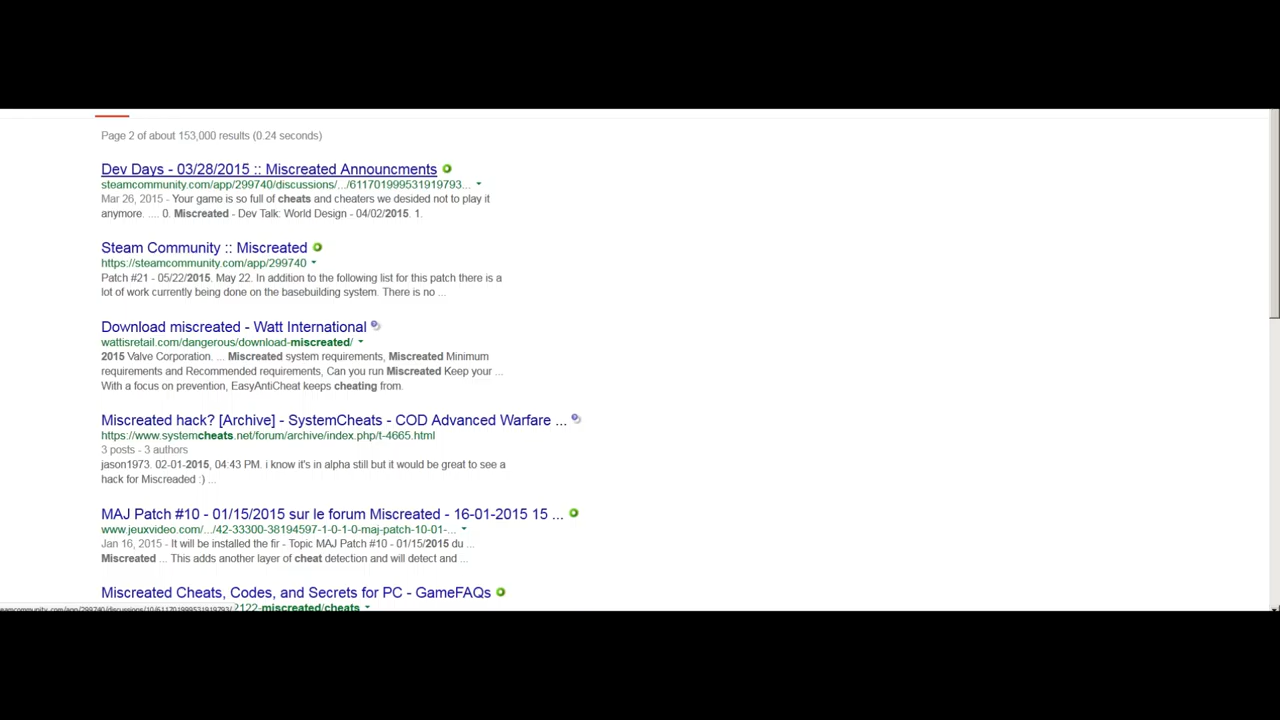 Page 2 of about 153,000 results (0.24 seconds)
Dev Days - 03/28/2015 :: Miscreated Announcments
steamcommunity.com/app/299740/discussions/.../611701999531919793...
Mar 26, 2015 - Your game is so full of cheats and cheaters we desided not to play it
anymore. .... 0. Miscreated - Dev Talk: World Design - 04/02/2015. 1.
Steam Community :: Miscreated
https://steamcommunity.com/app/299740
Patch #21 - 05/22/2015. May 22. In addition to the following list for this patch there is a
lot of work currently being done on the basebuilding system. There is no ...
Download miscreated - Watt International
wattisretail.com/dangerous/download-miscreated/
2015 Valve Corporation. ... Miscreated system requirements, Miscreated Minimum
requirements and Recommended requirements, Can you run Miscreated Keep your ...
With a focus on prevention, EasyAntiCheat keeps cheating from.
Miscreated hack? [Archive] - SystemCheats - COD Advanced Warfare ...
https://www.systemcheats.net/forum/archive/index.php/t-4665.html
3 posts - 3 authors
jason1973. 02-01-2015, 04:43 PM. i know it's in alpha still but it would be great to see a
hack for Miscreaded :) ...
MAJ Patch #10 - 01/15/2015 sur le forum Miscreated - 16-01-2015 15 ...
www.jeuxvideo.com/.../42-33300-38194597-1-0-1-0-maj-patch-10-01-...
Jan 16, 2015 - It will be installed the fir - Topic MAJ Patch #10 - 01/15/2015 du ...
Miscreated ... This adds another layer of cheat detection and will detect and ...
Miscreated Cheats, Codes, and Secrets for PC - GameFAQs
eamcommunity.com/app/299740/discussions/10/611701999531919793/ ?122-miscreated/cheats